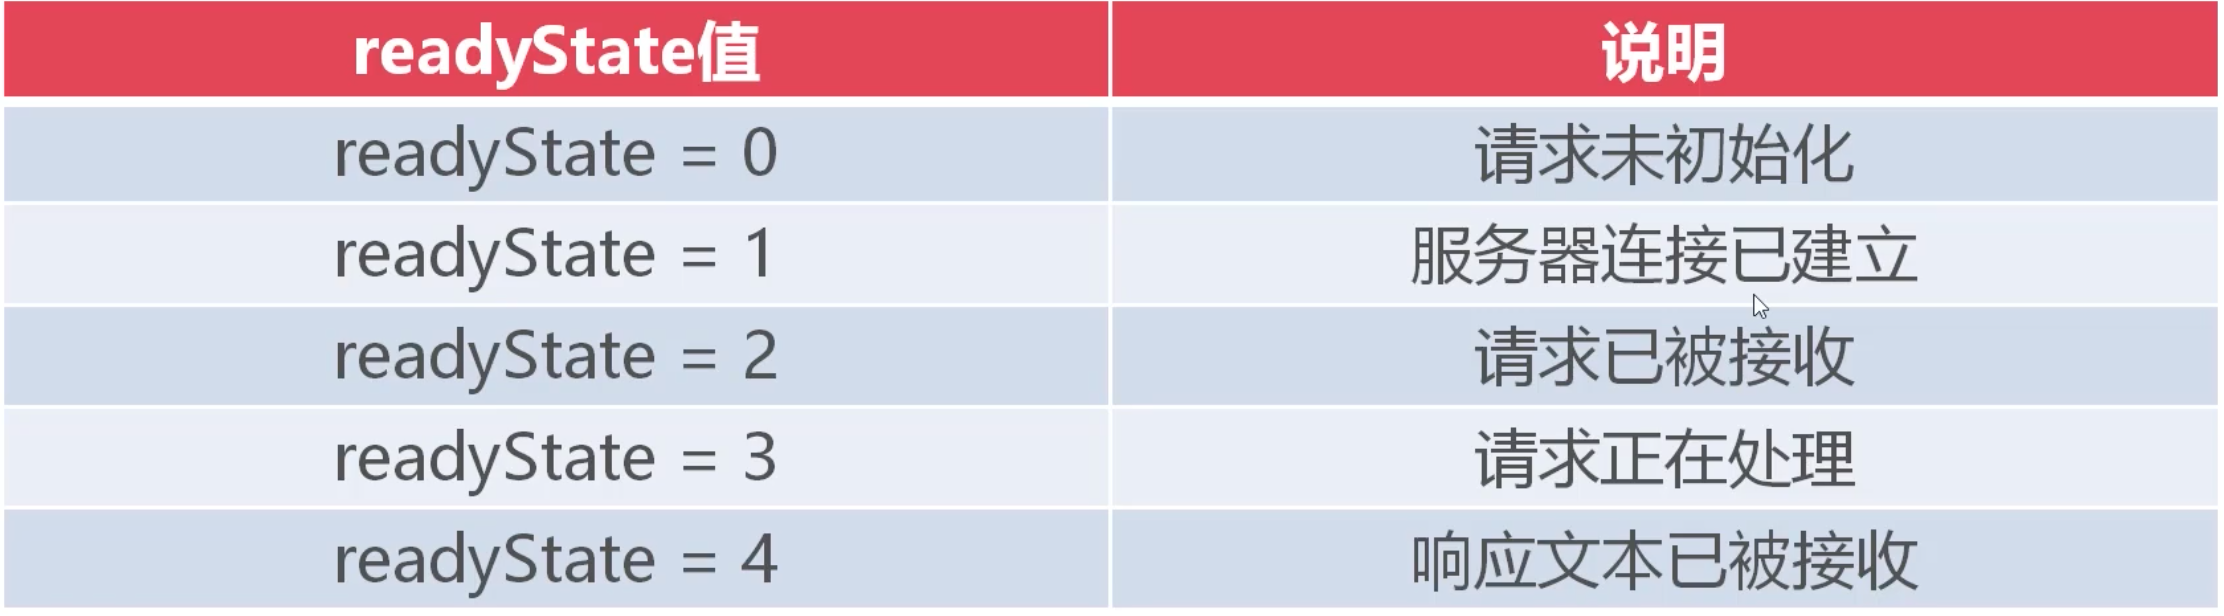 readyState值 说明
readyState = 0 请求未初始化
readyState = 1 服务器连接已建立
readyState = 2 请求已被接收
readyState = 3 请求正在处理
readyState = 4 响应文本已被接收